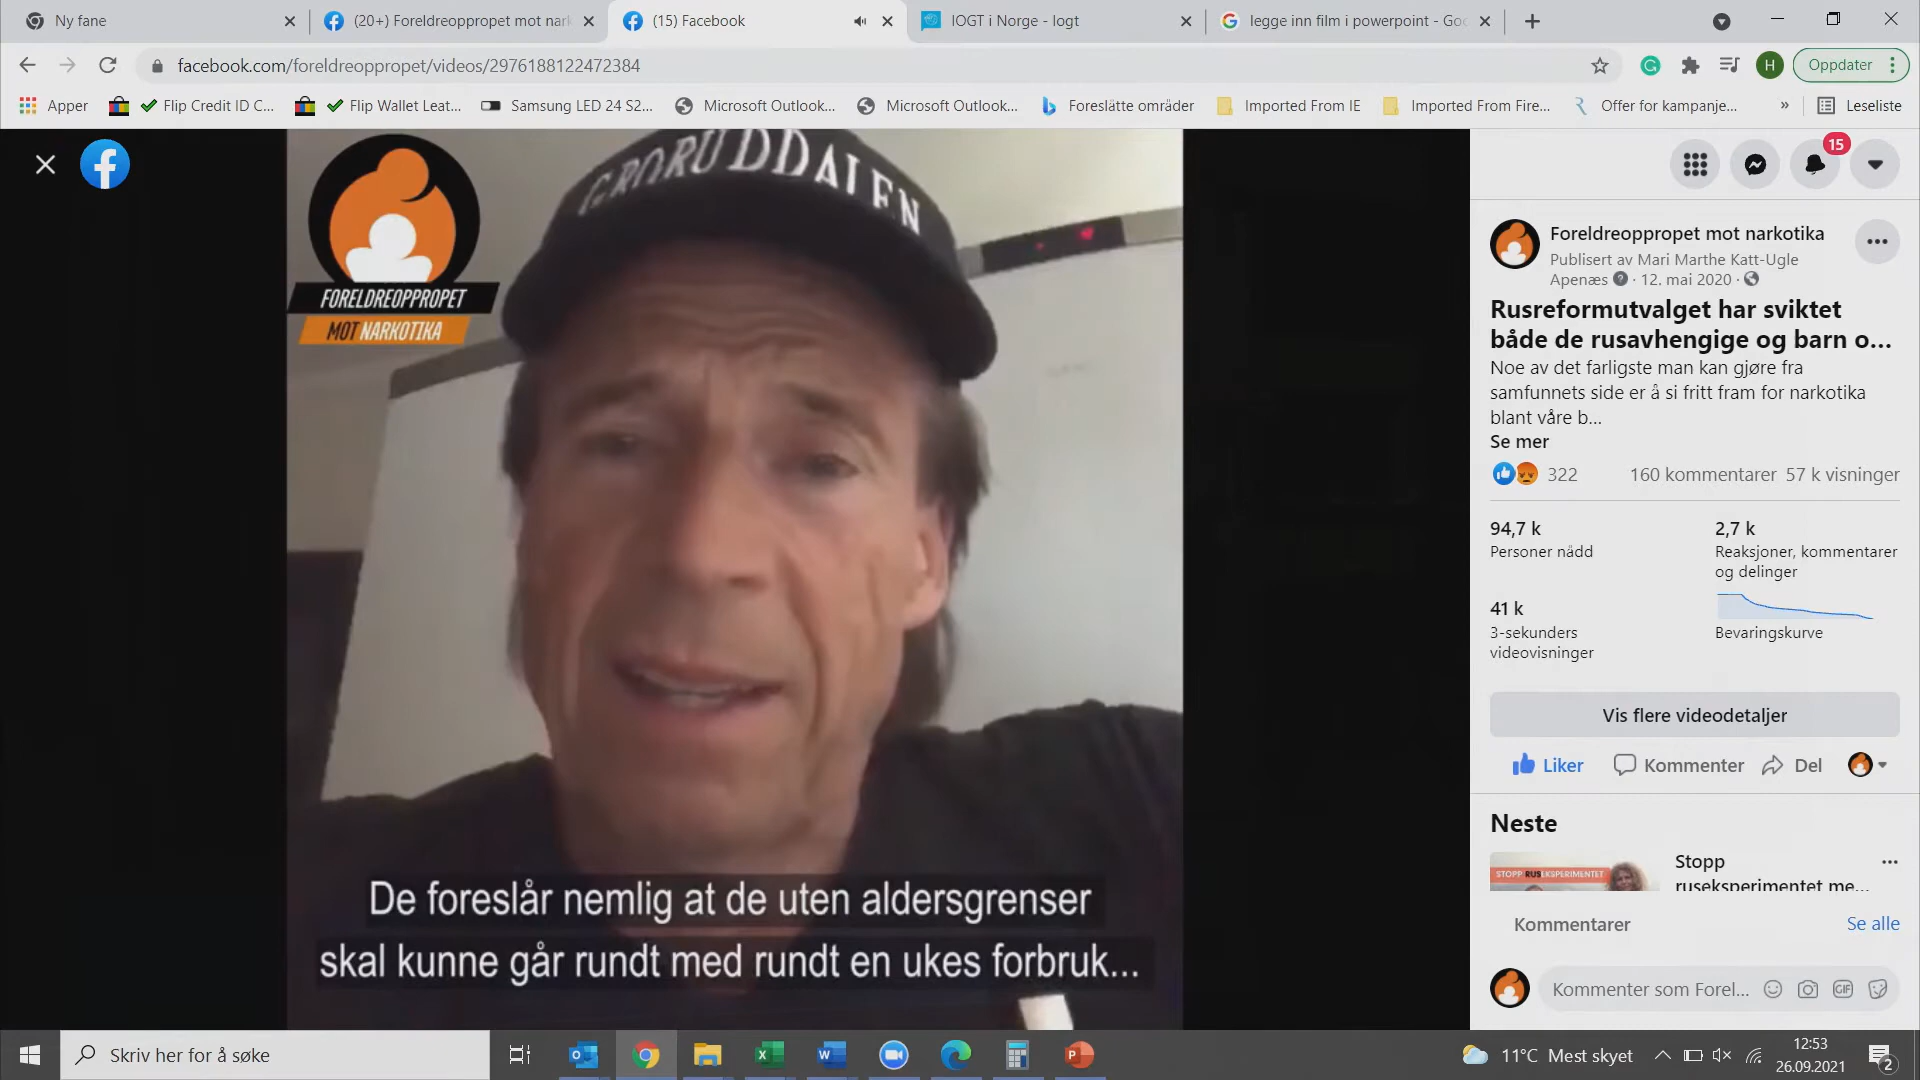 Ny fane
(20+) Foreldreoppropet mot nark
(15) Facebook
IOGT i Norge - Iogt
legge inn film i powerpoint - Goo
facebook.com/foreldreoppropet/videos/2976188122472384
H
Oppdater
Apper
Flip Credit ID C...
Flip Wallet Leat...
Samsung LED 24 S2...
Microsoft Outlook...
Microsoft Outlook...
Foreslåtte områder
Imported From IE
Imported From Fire...
Offer for kampanje...
»
Leseliste
GRORUDDALEN
FORELDREOPPROPET
MOT NARKOTIKA
De foreslår nemlig at de uten aldersgrenser
skal kunne går rundt med rundt en ukes forbruk...
15
Foreldreoppropet mot narkotika
Publisert av Mari Marthe Katt-Ugle
Apenæs · 12. mai 2020 ·
Rusreformutvalget har sviktet
både de rusavhengige og barn o...
Noe av det farligste man kan gjøre fra
samfunnets side er å si fritt fram for narkotika
blant våre b...
Se mer
322 160 kommentarer 57 k visninger
94,7 k
Personer nådd
2,7 k
Reaksjoner, kommentarer
og delinger
41 k
3-sekunders
videovisninger
Bevaringskurve
Vis flere videodetaljer
Liker Kommenter Del
Neste
STOPP RUSEKSPERIMENTET
Stopp
ruseksperimentet me...
Kommentarer Se alle
Kommenter som Forel...
GIF
Skriv her for å søke
11°C Mest skyet
12:53
26.09.2021
2